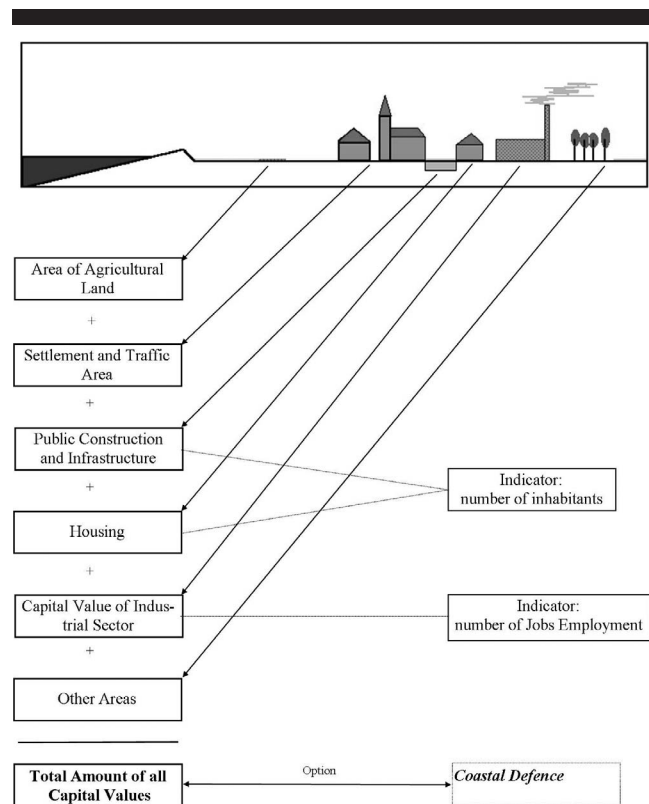 Area of Agricultural
Land
+
Settlement and Traffic
Area
+
Public Construction
and Infrastructure
+
Indicator:
number of inhabitants
Housing
+
Capital Value of Indus-
trial Sector
Indicator:
number of Jobs Employment
+
Other Areas
Total Amount of all
Capital Values
Option
Coastal Defence